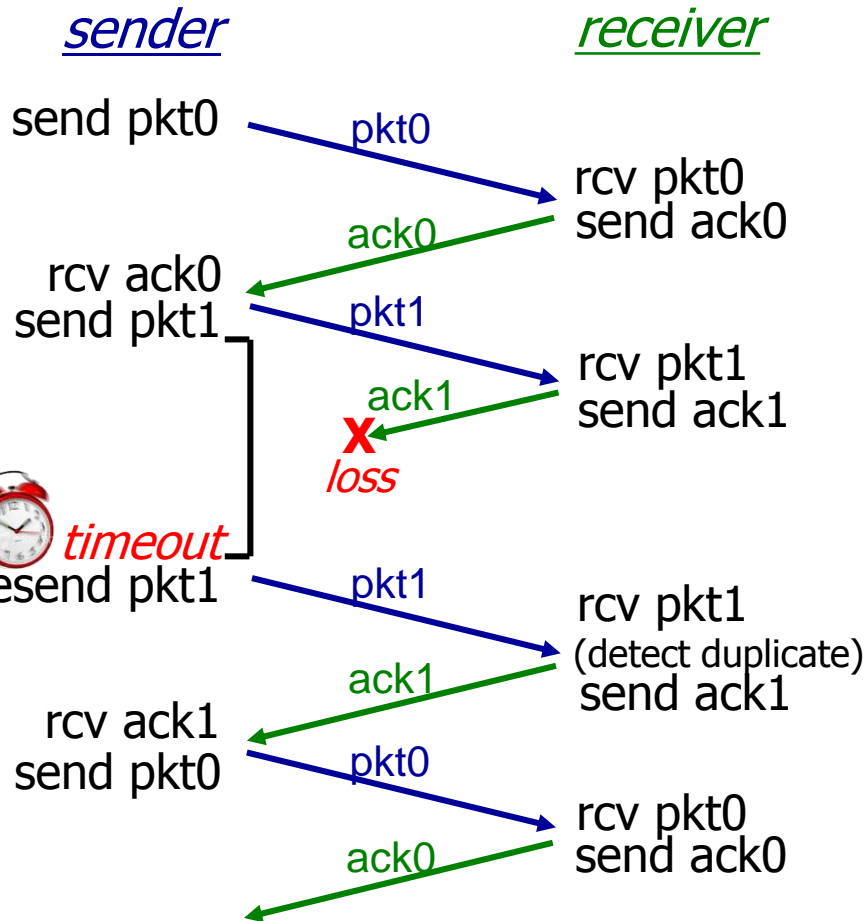 sender
receiver
send pkt0
pkt0
rcv pkt0
send ack0
ack0
rcv ack0
send pkt1
pkt1
rcv pkt1
send ack1
ack1
X
loss
timeout
esend pkt1
pkt1
rcv pkt1
(detect duplicate)
send ack1
ack1
rcv ack1
send pkt0
pkt0
rcv pkt0
send ack0
ack0